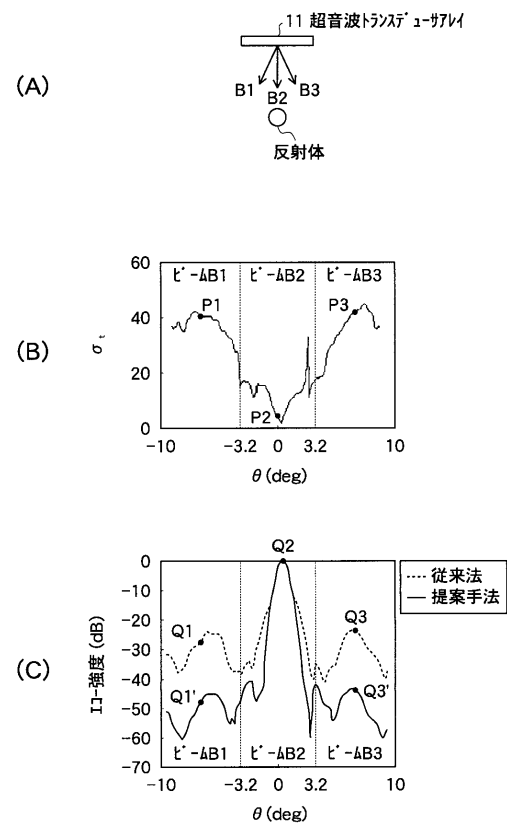 11 超音波トランスデューサアレイ
(A)
B1 B2 B3
反射体
(B)
60
ビームB1 ビームB2 ビームB3
P1 P3
40
σt
20
P2
0
-10 -3.2 0 3.2 10
θ(deg)
(C)
Q2
0
従来法
提案手法
-10
-20
Q1 Q3
-30
エコー強度(dB)
-40
Q1' Q3'
-50
-60
ビームB1 ビームB2 ビームB3
-70
-10 -3.2 0 3.2 10
θ(deg)